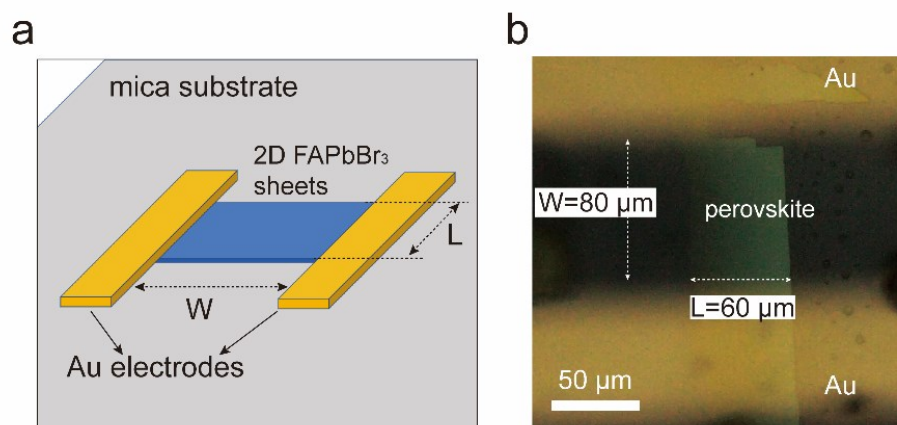 a
mica substrate
2D FAPbBr₃
sheets
L
W
Au electrodes
b
Au
W=80 μm
perovskite
L=60 μm
50 μm
Au